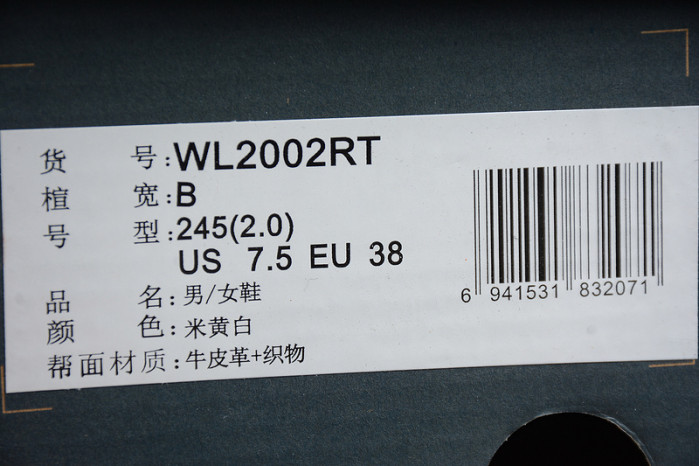 货 号:WL2002RT
楦 宽:B
号 型:245(2.0)
US 7.5 EU 38
品 名:男/女鞋
颜 色:米黄白
帮面材质:牛皮革+织物
6 941531 832071